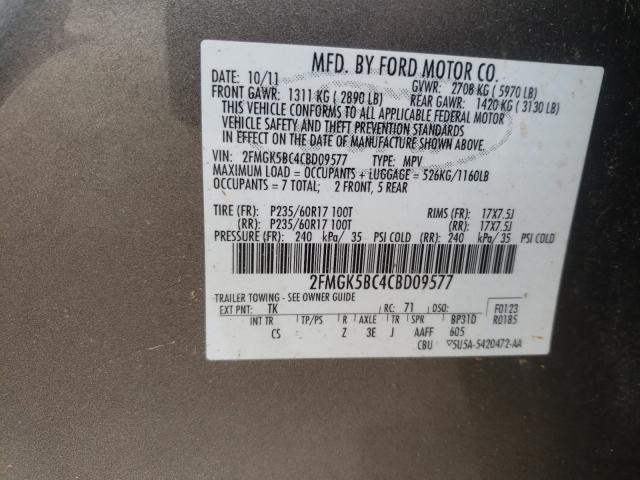 MFD. BY FORD MOTOR CO.
DATE: 10/11 GVWR: 2708 KG ( 5970 LB)
FRONT GAWR: 1311 KG ( 2890 LB) REAR GAWR: 1420 KG ( 3130 LB)
THIS VEHICLE CONFORMS TO ALL APPLICABLE FEDERAL MOTOR
VEHICLE SAFETY AND THEFT PREVENTION STANDARDS
IN EFFECT ON THE DATE OF MANUFACTURE SHOWN ABOVE.
VIN: 2FMGK5BC4CBD09577 TYPE: MPV
MAXIMUM LOAD = OCCUPANTS + LUGGAGE = 526KG/1160LB
OCCUPANTS = 7 TOTAL; 2 FRONT, 5 REAR
TIRE (FR): P235/60R17 100T RIMS (FR): 17X7.5J
(RR): P235/60R17 100T (RR): 17X7.5J
PRESSURE (FR): 240 kPa/ 35 PSI COLD (RR): 240 kPa/ 35 PSI COLD
2FMGK5BC4CBD09577
TRAILER TOWING - SEE OWNER GUIDE
EXT PNT: TK RC: 71 DSO: F0123
INT TR TP/PS R AXLE TR SPR BP31D R0185
CS Z 3E J AAFF 605
CBU 5U5A-5420472-AA